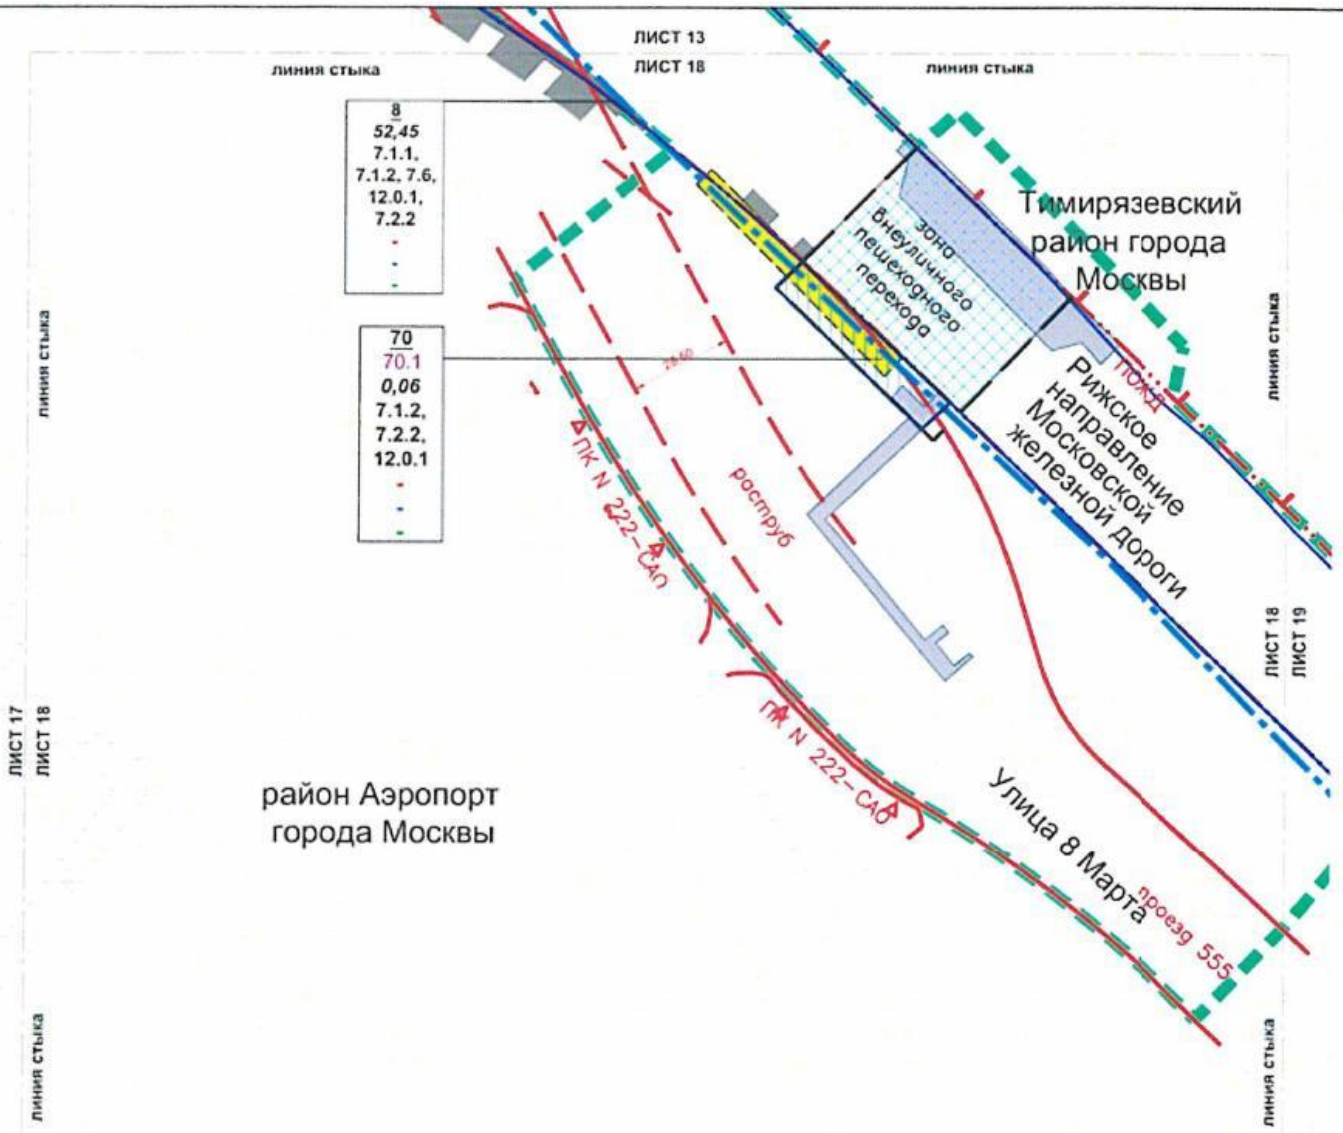 ЛИСТ 13
ЛИСТ 18
линия стыка
линия стыка
8
52,45
7.1.1,
7.1.2, 7.6,
12.0.1,
7.2.2
-
-
-
Тимирязевский
район города
Москвы
зона
внеуличного
пешеходного
перехода
линия стыка
линия стыка
70
70.1
0,06
7.1.2,
7.2.2,
12.0.1
-
-
-
ПОЖД
Рижское
направление
Московской
железной дороги
раструб
ПК N 222-САО
ЛИСТ 18
ЛИСТ 19
ЛИСТ 17
ЛИСТ 18
ПК N 222-САО
район Аэропорт
города Москвы
Улица 8 Марта
проезд 555
линия стыка
линия стыка